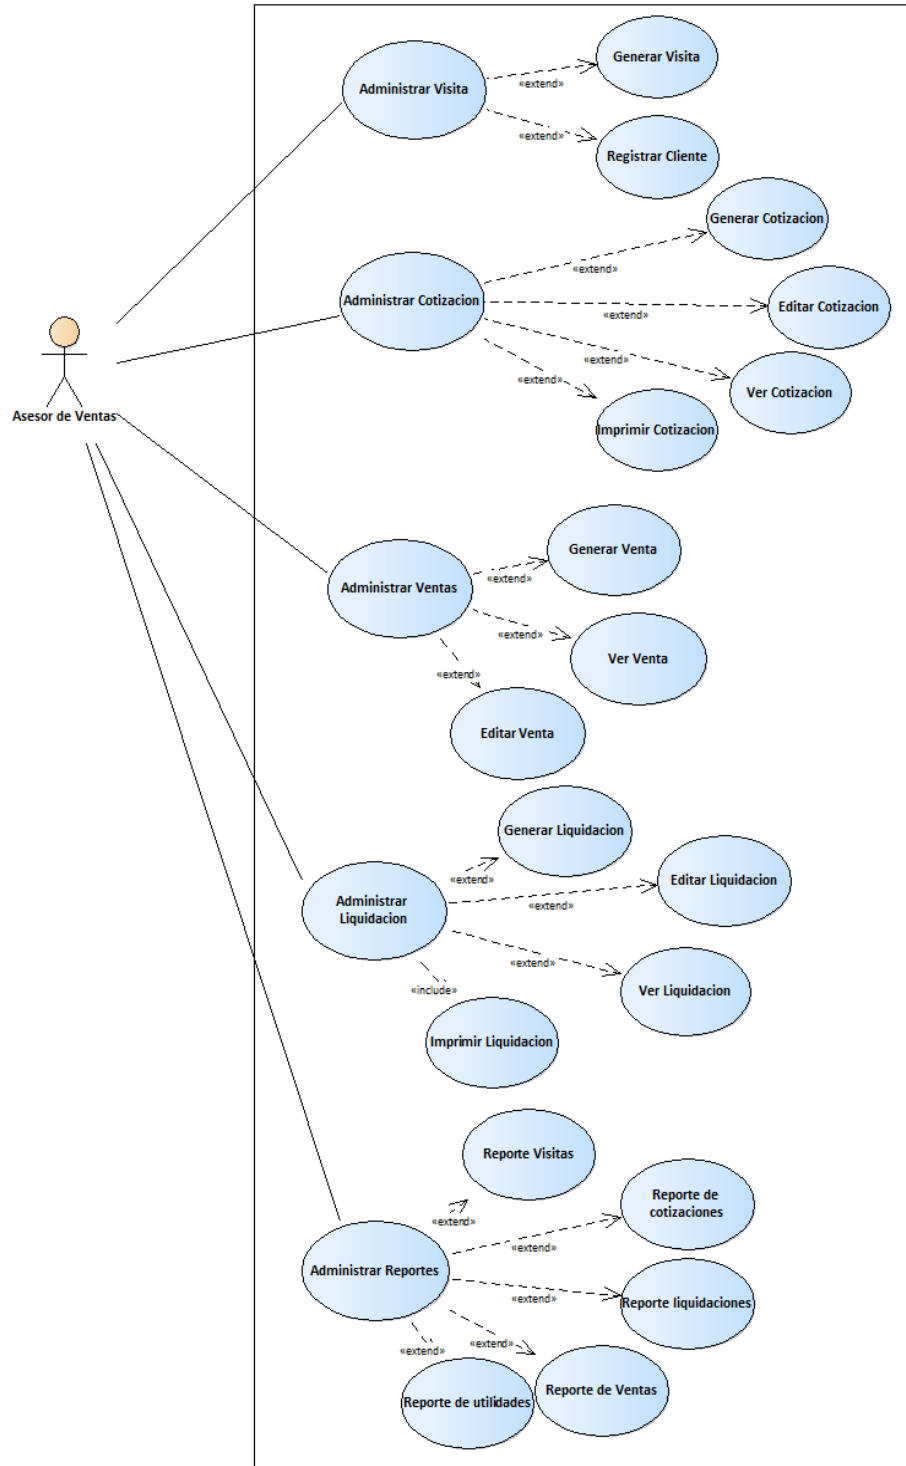 Generar Visita
Administrar Visita
«extend»
«extend»
Registrar Cliente
Generar Cotizacion
«extend»
Administrar Cotizacion
Editar Cotizacion
«extend»
«extend»
Ver Cotizacion
«extend»
Imprimir Cotizacion
Asesor de Ventas
Generar Venta
«extend»
Administrar Ventas
«extend»
Ver Venta
«extend»
Editar Venta
Generar Liquidacion
«extend»
Editar Liquidacion
Administrar
Liquidacion
«extend»
«extend»
Ver Liquidacion
«include»
Imprimir Liquidacion
Reporte Visitas
«extend»
Reporte de
cotizaciones
«extend»
Administrar Reportes
«extend»
Reporte liquidaciones
«extend»
«extend»
Reporte de utilidades
Reporte de Ventas